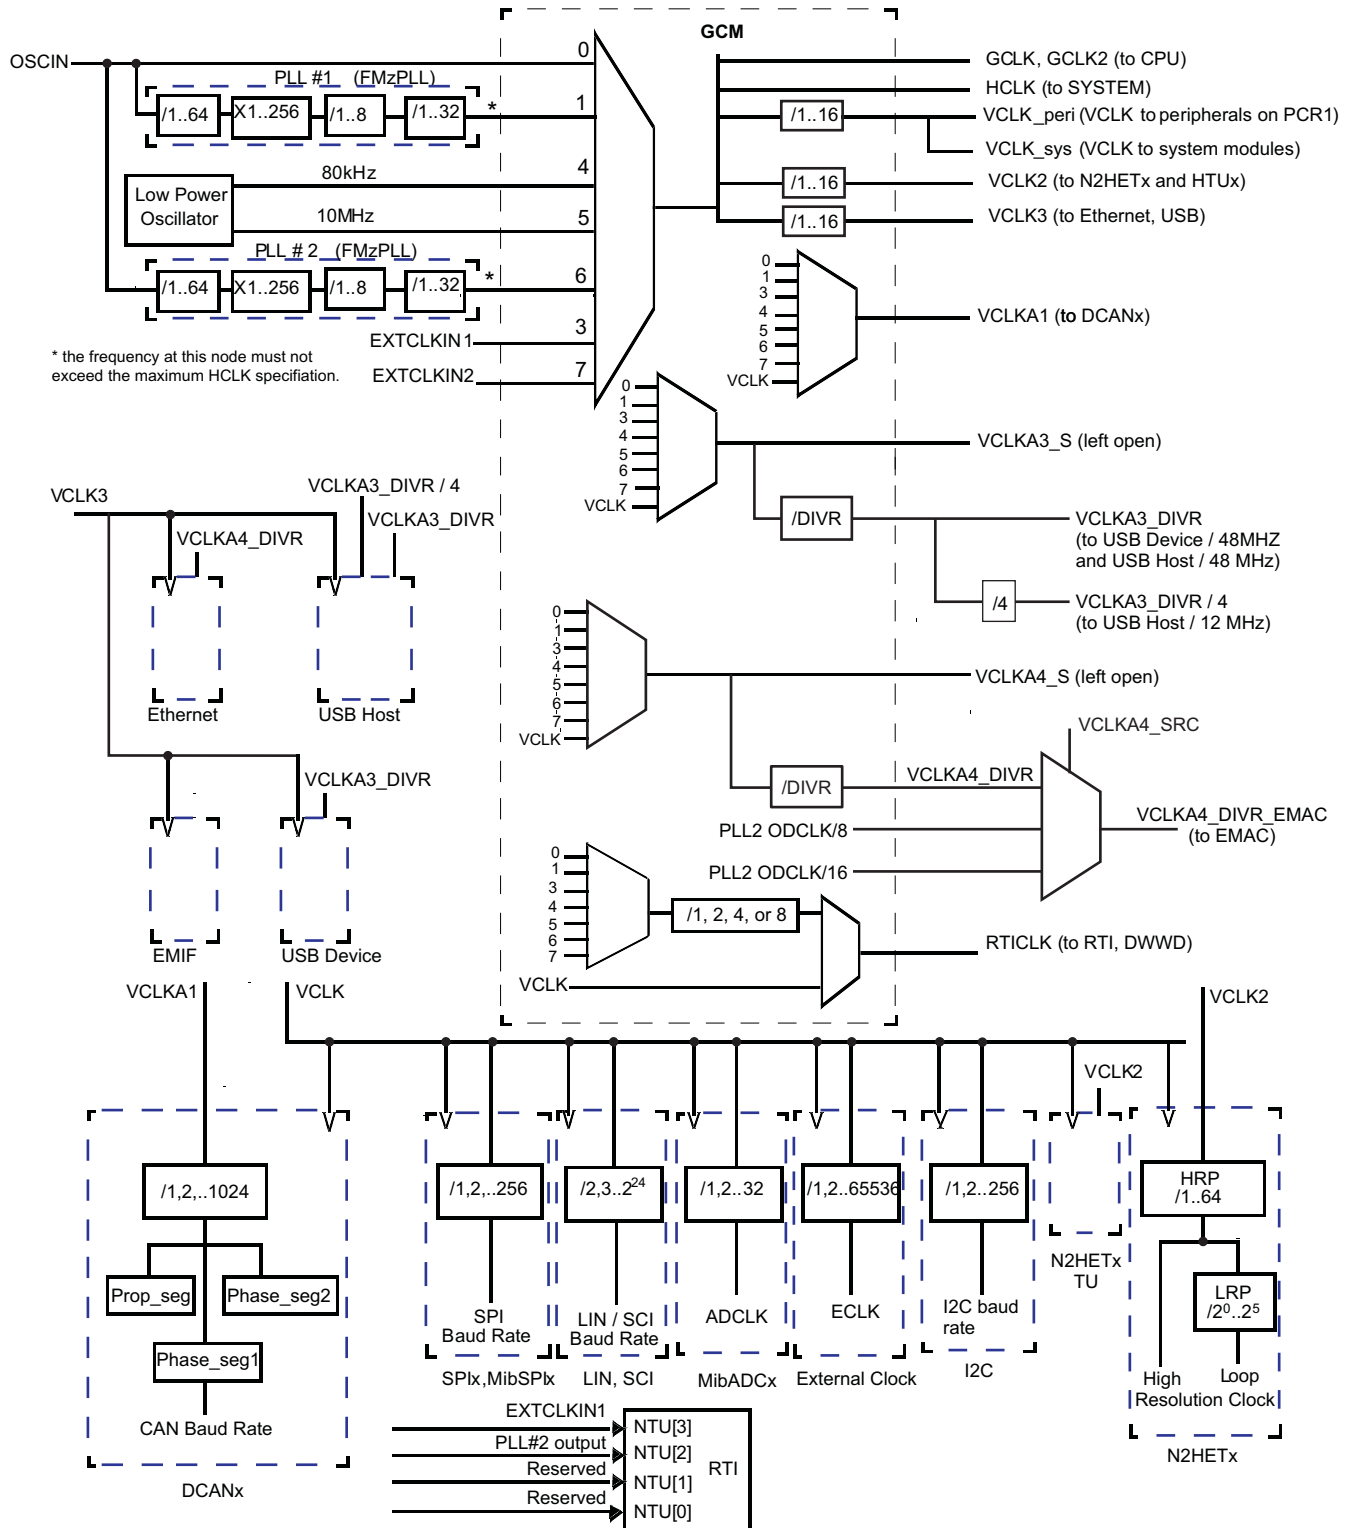 GCM
OSCIN
0
PLL #1 (FMzPLL)
/1..64
X1..256
/1..8
/1..32
*
1
80kHz
4
Low Power
Oscillator
10MHz
5
PLL # 2 (FMzPLL)
/1..64
X1..256
/1..8
/1..32
*
6
EXTCLKIN1
3
EXTCLKIN2
7
* the frequency at this node must not
exceed the maximum HCLK specifiation.
GCLK, GCLK2 (to CPU)
HCLK (to SYSTEM)
/1..16
VCLK_peri (VCLK to peripherals on PCR1)
VCLK_sys (VCLK to system modules)
/1..16
VCLK2 (to N2HETx and HTUx)
/1..16
VCLK3 (to Ethernet, USB)
0
1
3
4
5
6
7
VCLK
VCLKA1 (to DCANx)
0
1
3
4
5
6
7
VCLK
VCLKA3_S (left open)
/DIVR
VCLKA3_DIVR
(to USB Device / 48MHZ
and USB Host / 48 MHz)
/4
VCLKA3_DIVR / 4
(to USB Host / 12 MHz)
VCLK3
VCLKA3_DIVR / 4
VCLKA3_DIVR
VCLKA4_DIVR
Ethernet
USB Host
VCLKA3_DIVR
EMIF
USB Device
0
1
3
4
5
6
7
VCLK
VCLKA4_S (left open)
VCLKA4_SRC
/DIVR
VCLKA4_DIVR
PLL2 ODCLK/8
PLL2 ODCLK/16
VCLKA4_DIVR_EMAC
(to EMAC)
0
1
3
4
5
6
7
/1, 2, 4, or 8
VCLK
RTICLK (to RTI, DWWD)
VCLKA1
VCLK
VCLK2
VCLK2
/1,2,..1024
Prop_seg
Phase_seg2
Phase_seg1
CAN Baud Rate
DCANx
/1,2,..256
SPI
Baud Rate
SPIx,MibSPIx
/2,3..2^24
LIN / SCI
Baud Rate
LIN, SCI
/1,2..32
ADCLK
MibADCx
/1,2..65536
ECLK
External Clock
/1,2..256
I2C baud
rate
I2C
N2HETx
TU
HRP
/1..64
LRP
/2^0..2^5
High
Loop
Resolution Clock
N2HETx
EXTCLKIN1
NTU[3]
PLL#2 output
NTU[2]
Reserved
NTU[1]
Reserved
NTU[0]
RTI